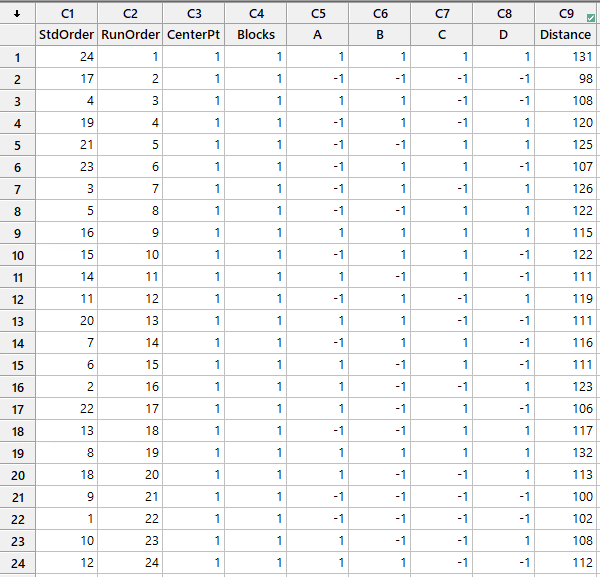 C1 C2 C3 C4 C5 C6 C7 C8 C9
StdOrder RunOrder CenterPt Blocks A B C D Distance
1 24 1 1 1 1 1 1 1 131
2 17 2 1 1 -1 -1 -1 -1 98
3 4 3 1 1 1 1 -1 -1 108
4 19 4 1 1 -1 1 -1 1 120
5 21 5 1 1 -1 -1 1 1 125
6 23 6 1 1 -1 1 1 -1 107
7 3 7 1 1 -1 1 -1 1 126
8 5 8 1 1 -1 -1 1 1 122
9 16 9 1 1 1 1 1 1 115
10 15 10 1 1 -1 1 1 -1 122
11 14 11 1 1 1 -1 1 -1 111
12 11 12 1 1 -1 1 -1 1 119
13 20 13 1 1 1 1 -1 -1 111
14 7 14 1 1 -1 1 1 -1 116
15 6 15 1 1 1 -1 1 -1 111
16 2 16 1 1 1 -1 -1 1 123
17 22 17 1 1 1 -1 1 -1 106
18 13 18 1 1 -1 -1 1 1 117
19 8 19 1 1 1 1 1 1 132
20 18 20 1 1 1 -1 -1 1 113
21 9 21 1 1 -1 -1 -1 -1 100
22 1 22 1 1 -1 -1 -1 -1 102
23 10 23 1 1 1 -1 -1 1 108
24 12 24 1 1 1 1 -1 -1 112